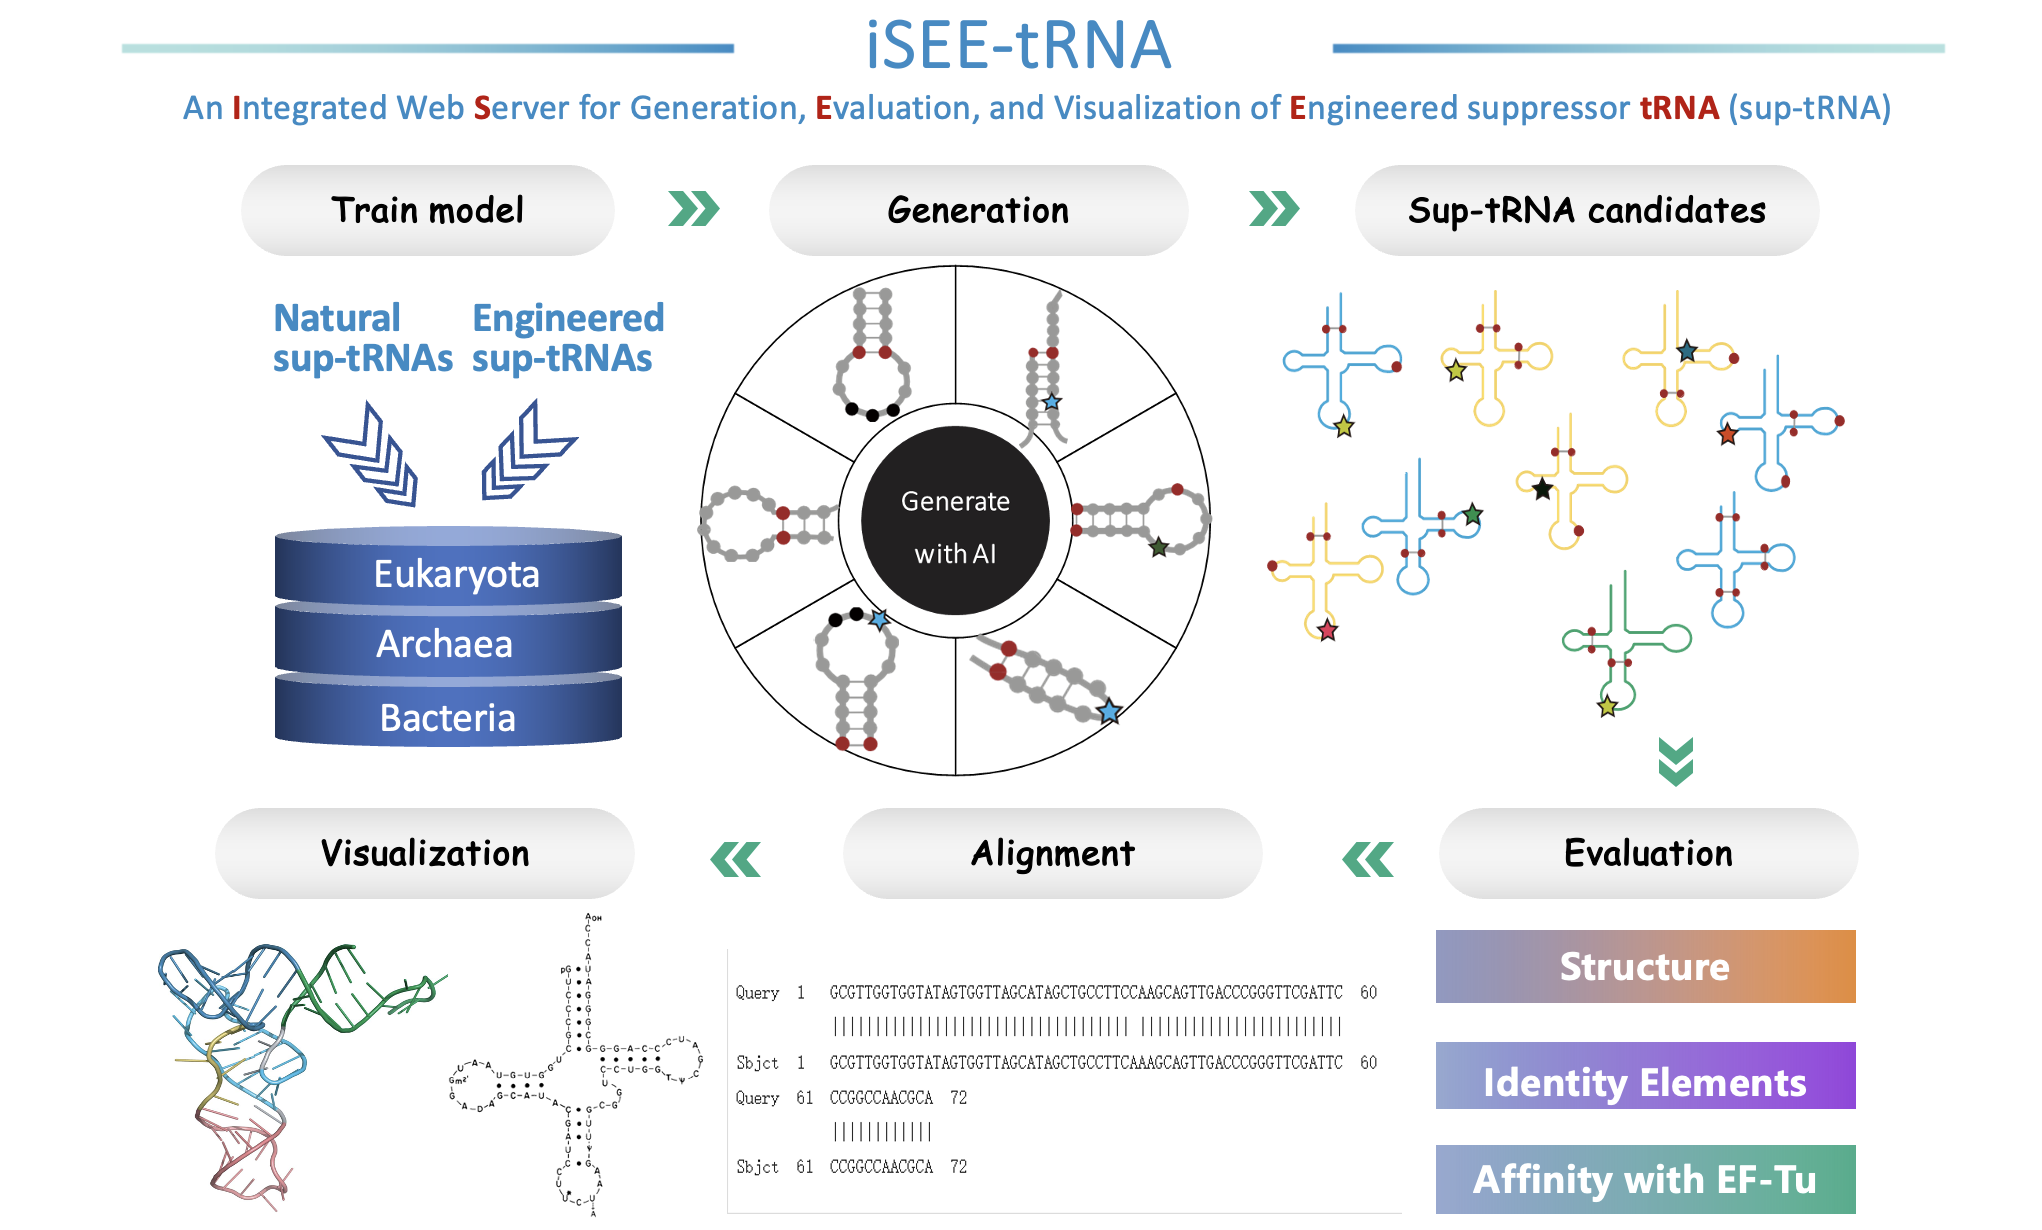 iSEE-tRNA
An Integrated Web Server for Generation, Evaluation, and Visualization of Engineered suppressor tRNA (sup-tRNA)
Train model
Generation
Sup-tRNA candidates
Natural
sup-tRNAs
Engineered
sup-tRNAs
Eukaryota
Archaea
Bacteria
Generate
with AI
Visualization
Alignment
Evaluation
Query 1 GCGTTGGTGGTATAGTGGTTAGCATAGCTGCCTTCCAAGCAGTTGACCCGGGTTCGATTC 60
Sbjct 1 GCGTTGGTGGTATAGTGGTTAGCATAGCTGCCTTCAAAGCAGTTGACCCGGGTTCGATTC 60
Query 61 CCGGCCAACGCA 72
Sbjct 61 CCGGCCAACGCA 72
Structure
Identity Elements
Affinity with EF-Tu